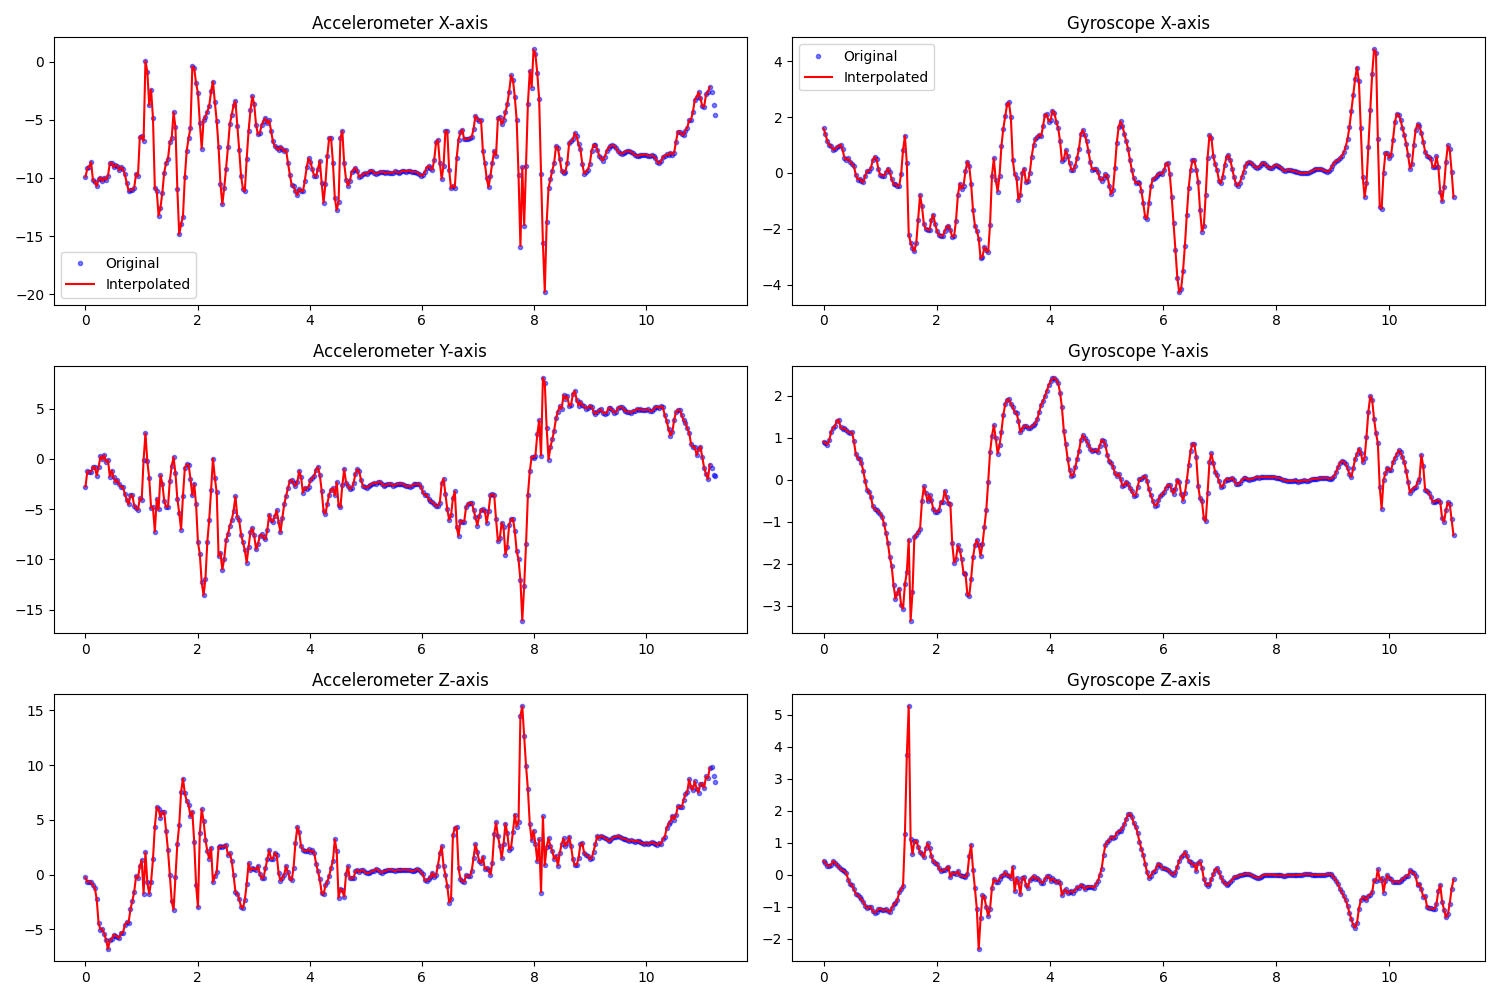 Accelerometer X-axis
0
−5
−10
−15
−20
Original
Interpolated
0 2 4 6 8 10
Gyroscope X-axis
4
2
0
−2
−4
Original
Interpolated
0 2 4 6 8 10
Accelerometer Y-axis
5
0
−5
−10
−15
0 2 4 6 8 10
Gyroscope Y-axis
2
1
0
−1
−2
−3
0 2 4 6 8 10
Accelerometer Z-axis
15
10
5
0
−5
0 2 4 6 8 10
Gyroscope Z-axis
5
4
3
2
1
0
−1
−2
0 2 4 6 8 10